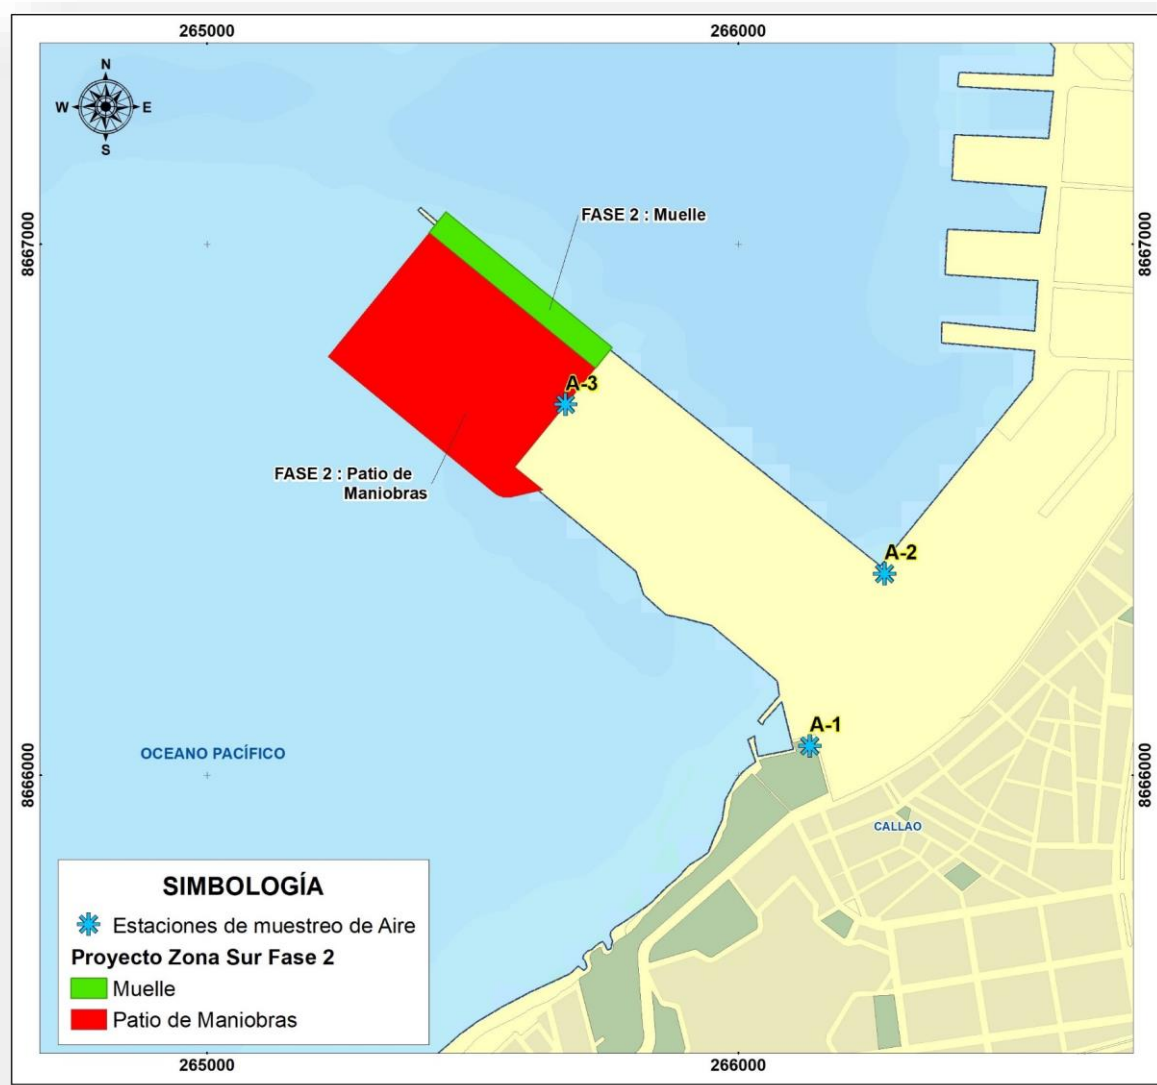 265000
266000
N
W
E
S
8667000
8667000
FASE 2 : Muelle
A-3
FASE 2 : Patio de
Maniobras
A-2
A-1
8666000
8666000
OCEANO PACÍFICO
CALLAO
SIMBOLOGÍA
Estaciones de muestreo de Aire
Proyecto Zona Sur Fase 2
Muelle
Patio de Maniobras
265000
266000